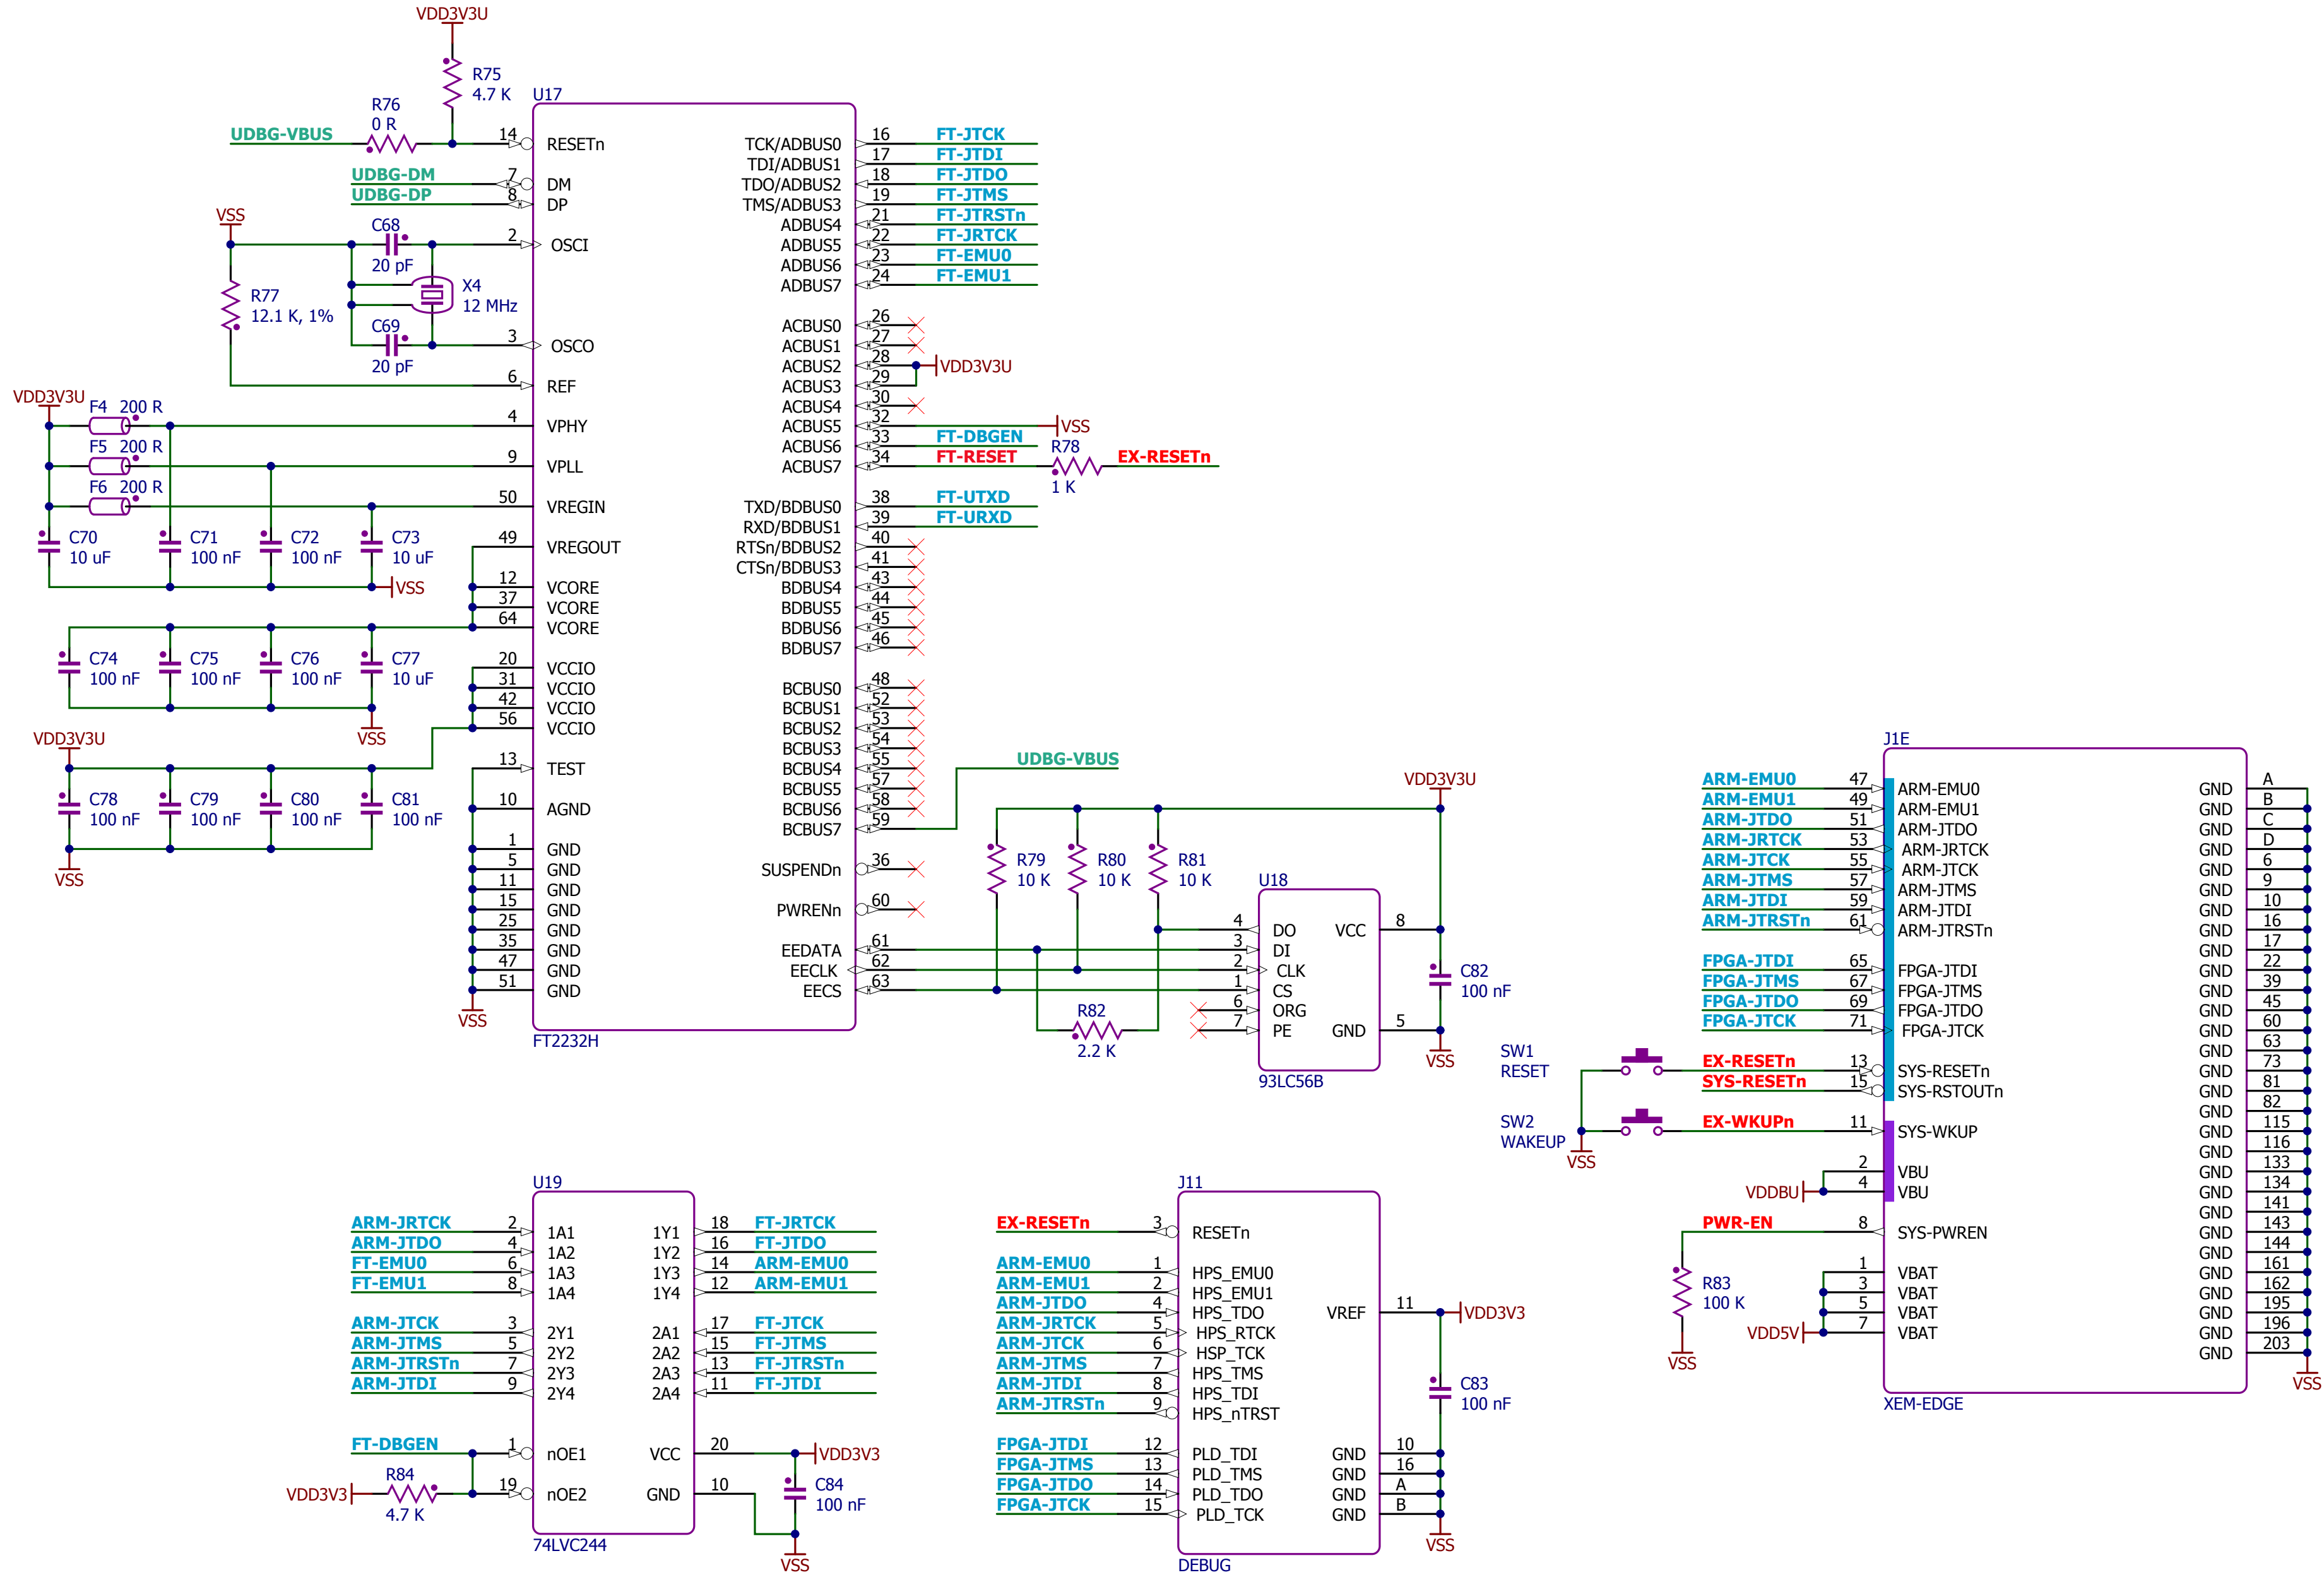 VDD3V3U
R75
4.7 K
R76
0 R
UDBG-VBUS
UDBG-DM
UDBG-DP
VSS
C68
20 pF
X4
12 MHz
R77
12.1 K, 1%
C69
20 pF
VDD3V3U
F4 200 R
F5 200 R
F6 200 R
C70
10 uF
C71
100 nF
C72
100 nF
C73
10 uF
VSS
C74
100 nF
C75
100 nF
C76
100 nF
C77
10 uF
VSS
VDD3V3U
C78
100 nF
C79
100 nF
C80
100 nF
C81
100 nF
VSS
U17
14 RESETn
7 DM
8 DP
2 OSCI
3 OSCO
6 REF
4 VPHY
9 VPLL
50 VREGIN
49 VREGOUT
12 VCORE
37 VCORE
64 VCORE
20 VCCIO
31 VCCIO
42 VCCIO
56 VCCIO
13 TEST
10 AGND
1 GND
5 GND
11 GND
15 GND
25 GND
35 GND
47 GND
51 GND
VSS
FT2232H
TCK/ADBUS0 16 FT-JTCK
TDI/ADBUS1 17 FT-JTDI
TDO/ADBUS2 18 FT-JTDO
TMS/ADBUS3 19 FT-JTMS
ADBUS4 21 FT-JTRSTn
ADBUS5 22 FT-JRTCK
ADBUS6 23 FT-EMU0
ADBUS7 24 FT-EMU1
ACBUS0 26
ACBUS1 27
ACBUS2 28 VDD3V3U
ACBUS3 29
ACBUS4 30
ACBUS5 32 VSS
ACBUS6 33 FT-DBGEN
ACBUS7 34 FT-RESET
R78
1 K
EX-RESETn
TXD/BDBUS0 38 FT-UTXD
RXD/BDBUS1 39 FT-URXD
RTSn/BDBUS2 40
CTSn/BDBUS3 41
BDBUS4 43
BDBUS5 44
BDBUS6 45
BDBUS7 46
BCBUS0 48
BCBUS1 52
BCBUS2 53
BCBUS3 54
BCBUS4 55
BCBUS5 57
BCBUS6 58
BCBUS7 59
UDBG-VBUS
SUSPENDn 36
PWRENn 60
EEDATA 61
EECLK 62
EECS 63
VDD3V3U
R79
10 K
R80
10 K
R81
10 K
R82
2.2 K
U18
4 DO
3 DI
2 CLK
1 CS
6 ORG
7 PE
VCC 8
GND 5
93LC56B
C82
100 nF
VSS
J1E
ARM-EMU0 47 ARM-EMU0
ARM-EMU1 49 ARM-EMU1
ARM-JTDO 51 ARM-JTDO
ARM-JRTCK 53 ARM-JRTCK
ARM-JTCK 55 ARM-JTCK
ARM-JTMS 57 ARM-JTMS
ARM-JTDI 59 ARM-JTDI
ARM-JTRSTn 61 ARM-JTRSTn
FPGA-JTDI 65 FPGA-JTDI
FPGA-JTMS 67 FPGA-JTMS
FPGA-JTDO 69 FPGA-JTDO
FPGA-JTCK 71 FPGA-JTCK
SW1
RESET
EX-RESETn 13 SYS-RESETn
SYS-RESETn 15 SYS-RSTOUTn
SW2
WAKEUP
EX-WKUPn 11 SYS-WKUP
VSS
2 VBU
VDDBU 4 VBU
PWR-EN 8 SYS-PWREN
R83
100 K
VSS
1 VBAT
3 VBAT
5 VBAT
VDD5V 7 VBAT
GND A
GND B
GND C
GND D
GND 6
GND 9
GND 10
GND 16
GND 17
GND 22
GND 39
GND 45
GND 60
GND 63
GND 73
GND 81
GND 82
GND 115
GND 116
GND 133
GND 134
GND 141
GND 143
GND 144
GND 161
GND 162
GND 195
GND 196
GND 203
VSS
XEM-EDGE
U19
ARM-JRTCK 2 1A1 1Y1 18 FT-JRTCK
ARM-JTDO 4 1A2 1Y2 16 FT-JTDO
FT-EMU0 6 1A3 1Y3 14 ARM-EMU0
FT-EMU1 8 1A4 1Y4 12 ARM-EMU1
ARM-JTCK 3 2Y1 2A1 17 FT-JTCK
ARM-JTMS 5 2Y2 2A2 15 FT-JTMS
ARM-JTRSTn 7 2Y3 2A3 13 FT-JTRSTn
ARM-JTDI 9 2Y4 2A4 11 FT-JTDI
FT-DBGEN 1 nOE1 VCC 20 VDD3V3
R84
VDD3V3 19 nOE2 GND 10
4.7 K
C84
100 nF
VSS
74LVC244
J11
EX-RESETn 3 RESETn
ARM-EMU0 1 HPS_EMU0
ARM-EMU1 2 HPS_EMU1
ARM-JTDO 4 HPS_TDO
ARM-JRTCK 5 HPS_RTCK
ARM-JTCK 6 HSP_TCK
ARM-JTMS 7 HPS_TMS
ARM-JTDI 8 HPS_TDI
ARM-JTRSTn 9 HPS_nTRST
FPGA-JTDI 12 PLD_TDI
FPGA-JTMS 13 PLD_TMS
FPGA-JTDO 14 PLD_TDO
FPGA-JTCK 15 PLD_TCK
VREF 11 VDD3V3
C83
100 nF
GND 10
GND 16
GND A
GND B
VSS
DEBUG